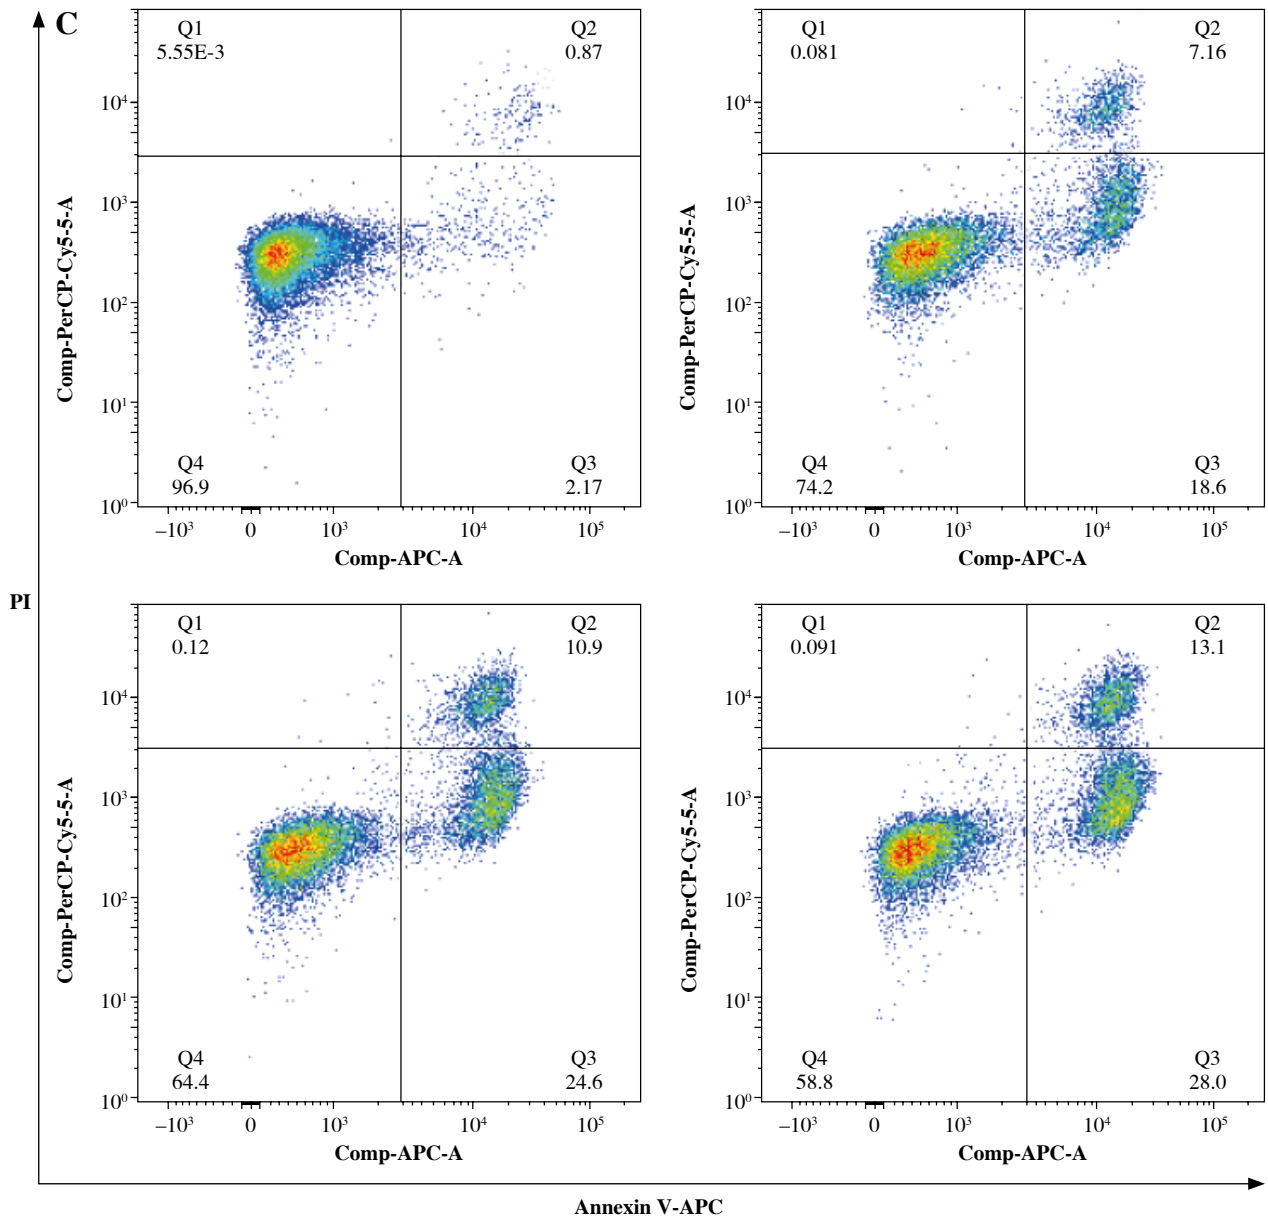 C
Q1
5.55E-3
Q2
0.87
10⁴
10³
10²
10¹
10⁰
Comp-PerCP-Cy5-5-A
Q4
96.9
Q3
2.17
–10³ 0 10³ 10⁴ 10⁵
Comp-APC-A
Q1
0.081
Q2
7.16
10⁴
10³
10²
10¹
10⁰
Comp-PerCP-Cy5-5-A
Q4
74.2
Q3
18.6
–10³ 0 10³ 10⁴ 10⁵
Comp-APC-A
PI
Q1
0.12
Q2
10.9
10⁴
10³
10²
10¹
10⁰
Comp-PerCP-Cy5-5-A
Q4
64.4
Q3
24.6
–10³ 0 10³ 10⁴ 10⁵
Comp-APC-A
Q1
0.091
Q2
13.1
10⁴
10³
10²
10¹
10⁰
Comp-PerCP-Cy5-5-A
Q4
58.8
Q3
28.0
–10³ 0 10³ 10⁴ 10⁵
Comp-APC-A
Annexin V-APC